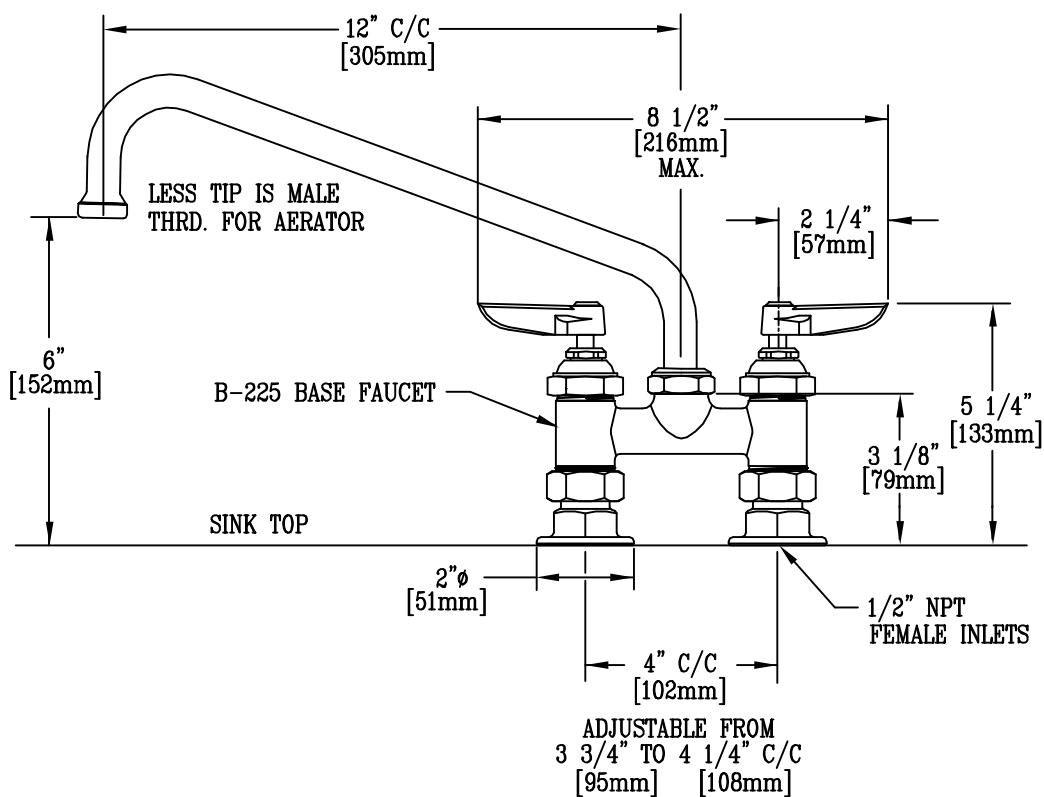 12" C/C
[305mm]
8 1/2"
[216mm]
MAX.
LESS TIP IS MALE
THRD. FOR AERATOR
2 1/4"
[57mm]
6"
[152mm]
B-225 BASE FAUCET
5 1/4"
[133mm]
3 1/8"
[79mm]
SINK TOP
2"ø
[51mm]
1/2" NPT
FEMALE INLETS
4" C/C
[102mm]
ADJUSTABLE FROM
3 3/4" TO 4 1/4" C/C
[95mm] [108mm]